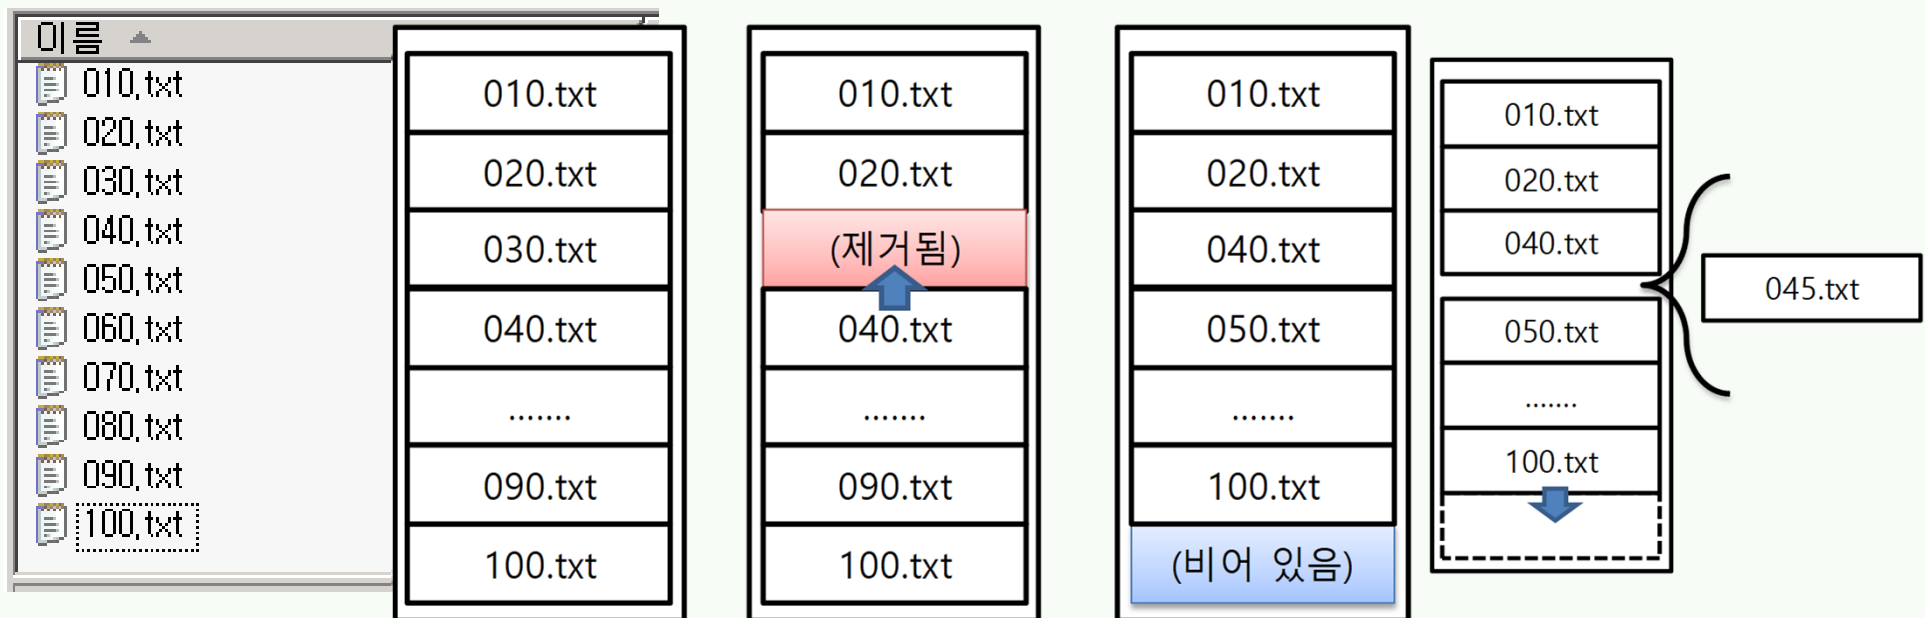 이름
010.txt
020.txt
030.txt
040.txt
050.txt
060.txt
070.txt
080.txt
090.txt
100.txt
010.txt
020.txt
030.txt
040.txt
.......
090.txt
100.txt
010.txt
020.txt
(제거됨)
040.txt
.......
090.txt
100.txt
010.txt
020.txt
040.txt
050.txt
.......
100.txt
(비어 있음)
010.txt
020.txt
040.txt
050.txt
.......
100.txt
045.txt